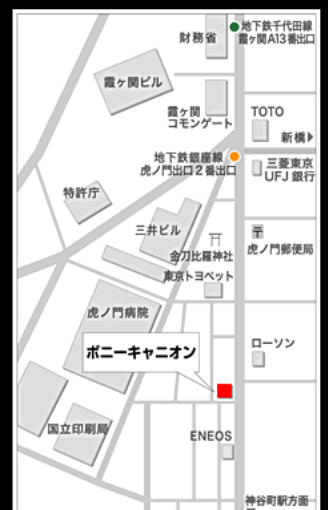 財務省
地下鉄千代田線
霞ヶ関A13番出口
霞ヶ関ビル
霞ヶ関
コモンゲート
TOTO
新橋
地下鉄銀座線
虎ノ門出口2番出口
三菱東京
UFJ銀行
特許庁
三井ビル
〒
虎ノ門郵便局
金刀比羅神社
東京トヨペット
虎ノ門病院
ローソン
ポニーキャニオン
国立印刷局
ENEOS
神谷町駅方面